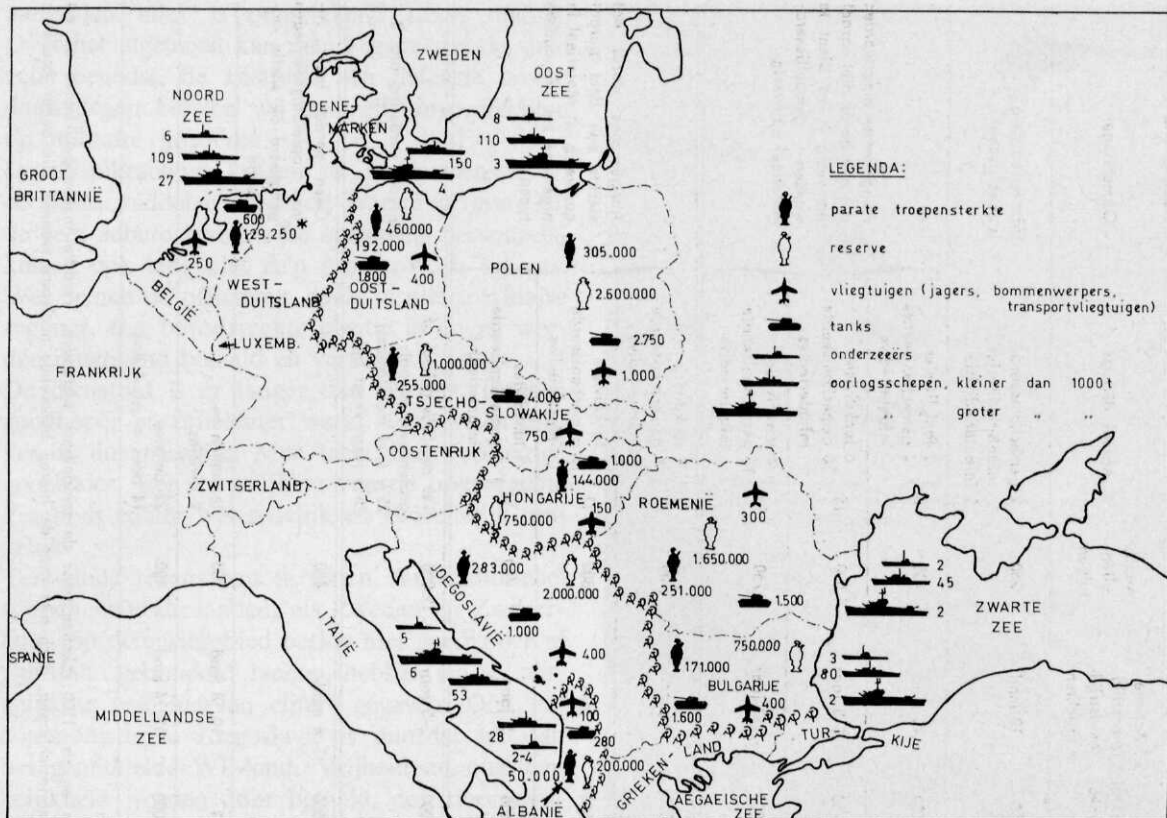 ZWEDEN
OOST
ZEE
NOORD
ZEE
DENE-
MARKEN
6
109
27
8
110
3
150
4
GROOT
BRITTANNIË
LEGENDA:
parate troepensterkte
reserve
vliegtuigen (jagers, bommenwerpers,
transportvliegtuigen)
tanks
onderzeeërs
oorlogsschepen, kleiner dan 1000 t
groter " "
600
129.250 *
250
460.000
192.000
1.800
400
305.000
POLEN
2.600.000
2.750
1.000
BELGIË
WEST-
DUITSLAND
OOST-
DUITSLAND
LUXEMB.
FRANKRIJK
1.000.000
255.000
4.000
TSJECHO-
SLOWAKIJE
750
OOSTENRIJK
1.000
144.000
HONGARIJE
750.000
150
ZWITSERLAND
ROEMENIË
300
1.650.000
251.000
1.500
283.000
2.000.000
1.000
400
JOEGOSLAVIË
ITALIË
5
6
53
2
45
2
ZWARTE
ZEE
3
80
2
750.000
171.000
BULGARIJE
400
1.600
SPANJE
MIDDELLANDSE
ZEE
100
280
28
2-4
50.000
200.000
ALBANIË
GRIEKEN-
LAND
TUR-
KIJE
AEGAEISCHE
ZEE